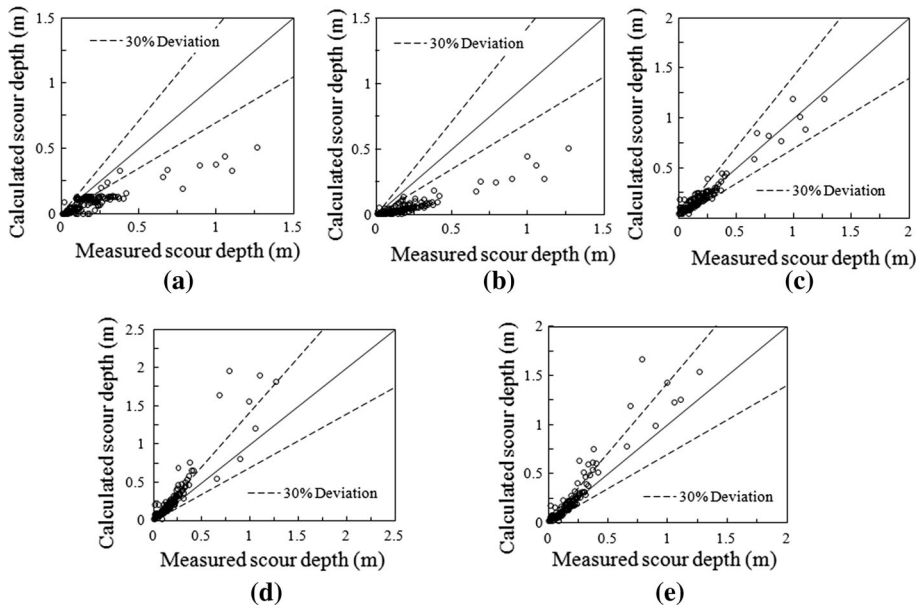 Calculated scour depth (m)
1.5
1
0.5
0
0 0.5 1 1.5
30% Deviation
Measured scour depth (m)
(a)
Calculated scour depth (m)
1.5
1
0.5
0
0 0.5 1 1.5
30% Deviation
Measured scour depth (m)
(b)
Calculated scour depth (m)
2
1.5
1
0.5
0
0 0.5 1 1.5 2
30% Deviation
Measured scour depth (m)
(c)
Calculated scour depth (m)
2.5
2
1.5
1
0.5
0
0 0.5 1 1.5 2 2.5
30% Deviation
Measured scour depth (m)
(d)
Calculated scour depth (m)
2
1.5
1
0.5
0
0 0.5 1 1.5 2
30% Deviation
Measured scour depth (m)
(e)